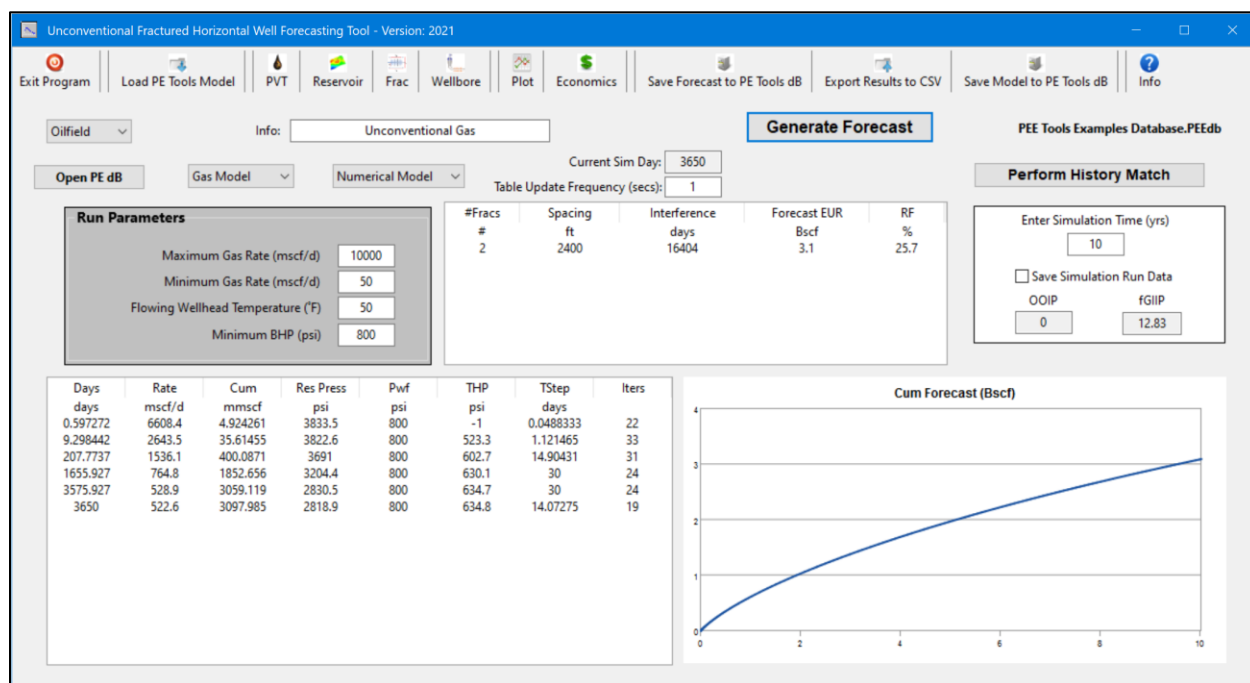 Unconventional Fractured Horizontal Well Forecasting Tool - Version: 2021
Exit Program Load PE Tools Model PVT Reservoir Frac Wellbore Plot Economics Save Forecast to PE Tools dB Export Results to CSV Save Model to PE Tools dB Info
Oilfield Info: Unconventional Gas Generate Forecast PEE Tools Examples Database.PEEdb
Open PE dB Gas Model Numerical Model Current Sim Day: 3650 Perform History Match
Table Update Frequency (secs): 1
Run Parameters
Maximum Gas Rate (mscf/d) 10000
Minimum Gas Rate (mscf/d) 50
Flowing Wellhead Temperature (°F) 50
Minimum BHP (psi) 800
#Fracs Spacing Interference Forecast EUR RF
# ft days Bscf %
2 2400 16404 3.1 25.7
Enter Simulation Time (yrs)
10
Save Simulation Run Data
OOIP fGIIP
0 12.83
Days Rate Cum Res Press Pwf THP TStep Iters
days mscf/d mmscf psi psi psi days
0.597272 6608.4 4.924261 3833.5 800 -1 0.0488333 22
9.298442 2643.5 35.61455 3822.6 800 523.3 1.121465 33
207.7737 1536.1 400.0871 3691 800 602.7 14.90431 31
1655.927 764.8 1852.656 3204.4 800 630.1 30 24
3575.927 528.9 3059.119 2830.5 800 634.7 30 24
3650 522.6 3097.985 2818.9 800 634.8 14.07275 19
Cum Forecast (Bscf)
4
3
2
1
0
0 2 4 6 8 10